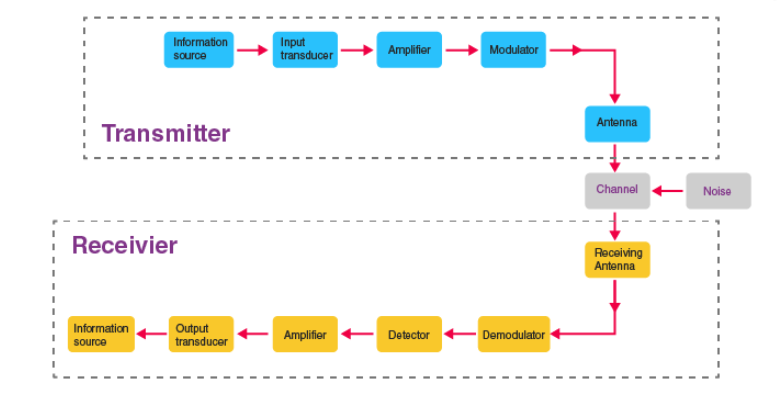 Information
source
Input
transducer
Amplifier
Modulator
Antenna
Transmitter
Channel
Noise
Receivier
Receiving
Antenna
Information
source
Output
transducer
Amplifier
Detector
Demodulator